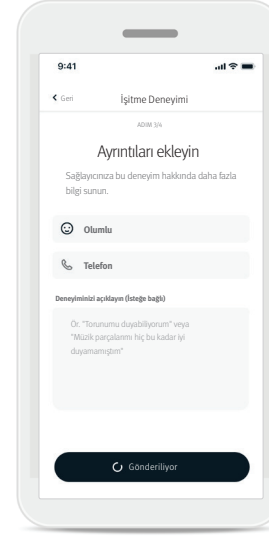 9:41
Geri
İşitme Deneyimi
ADIM 3/4
Ayrıntıları ekleyin
Sağlayıcınıza bu deneyim hakkında daha fazla
bilgi sunun.
Olumlu
Telefon
Deneyiminizi açıklayın (İsteğe bağlı)
Ör. "Torunumu duyabiliyorum" veya
"Müzik parçalarını hiç bu kadar iyi
duyamamıştım"
Gönderiliyor